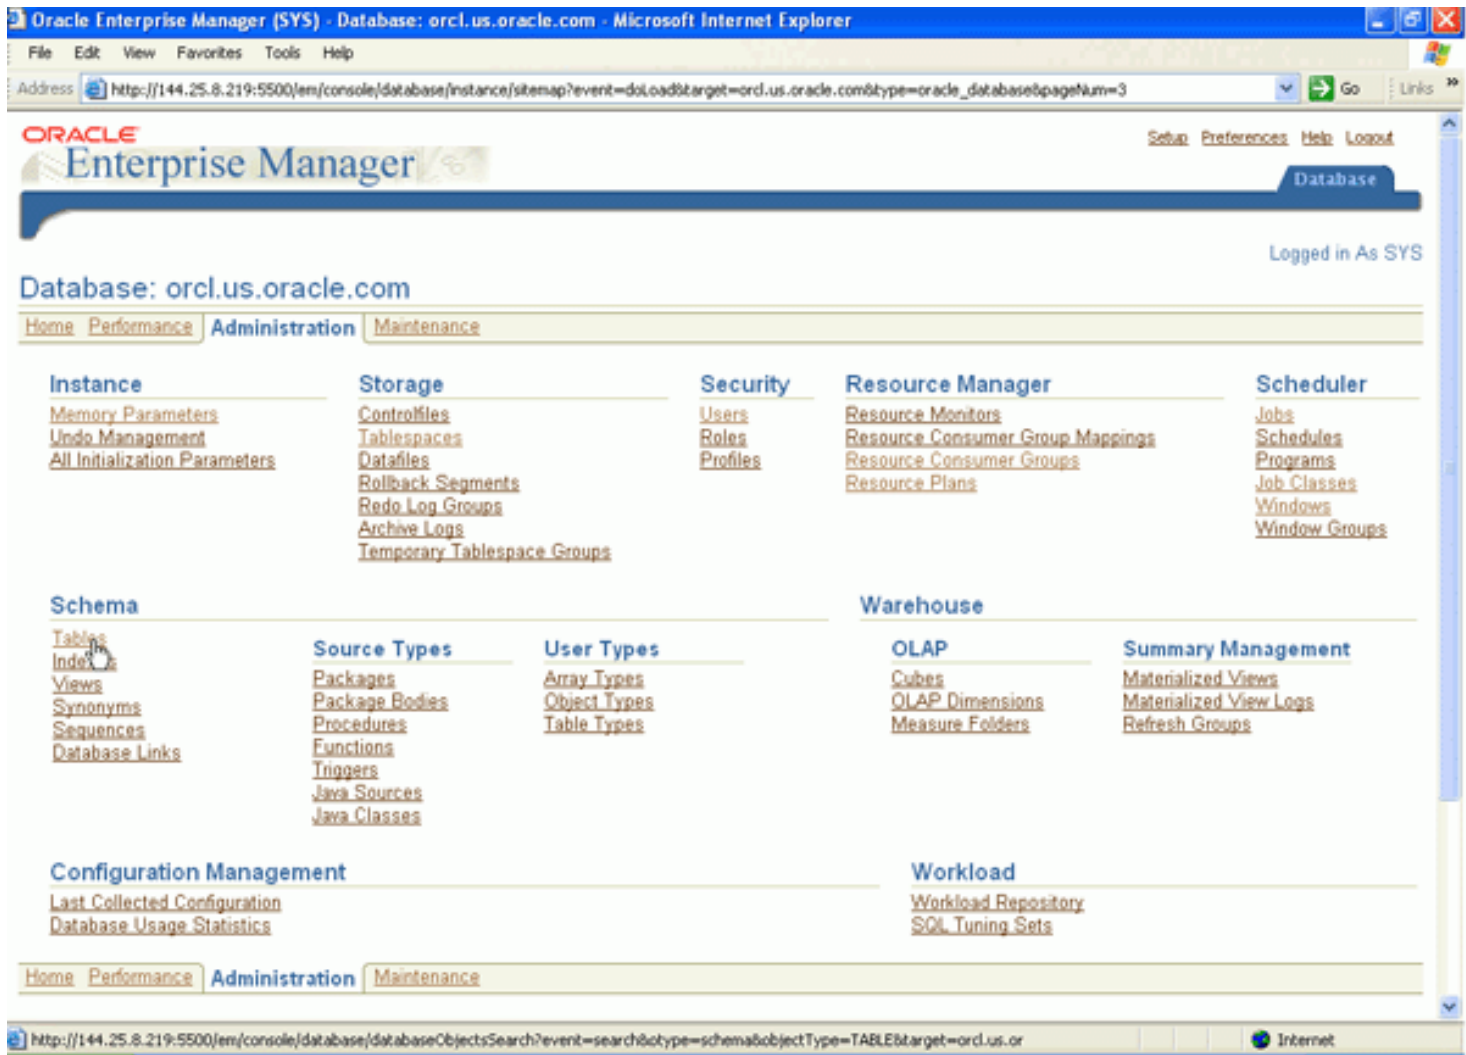 Oracle Enterprise Manager (SYS) - Database: orcl.us.oracle.com - Microsoft Internet Explorer
File Edit View Favorites Tools Help
Address http://144.25.8.219:5500/em/console/database/instance/sitemap?event=doLoad&target=orcl.us.oracle.com&type=oracle_database&pageNum=3 Go Links »
ORACLE
Enterprise Manager
Setup Preferences Help Logout
Database
Logged in As SYS
Database: orcl.us.oracle.com
Home Performance Administration Maintenance
Instance
Memory Parameters
Undo Management
All Initialization Parameters
Storage
Controlfiles
Tablespaces
Datafiles
Rollback Segments
Redo Log Groups
Archive Logs
Temporary Tablespace Groups
Security
Users
Roles
Profiles
Resource Manager
Resource Monitors
Resource Consumer Group Mappings
Resource Consumer Groups
Resource Plans
Scheduler
Jobs
Schedules
Programs
Job Classes
Windows
Window Groups
Schema
Tables
Indexes
Views
Synonyms
Sequences
Database Links
Source Types
Packages
Package Bodies
Procedures
Functions
Triggers
Java Sources
Java Classes
User Types
Array Types
Object Types
Table Types
Warehouse
OLAP
Cubes
OLAP Dimensions
Measure Folders
Summary Management
Materialized Views
Materialized View Logs
Refresh Groups
Configuration Management
Last Collected Configuration
Database Usage Statistics
Workload
Workload Repository
SQL Tuning Sets
Home Performance Administration Maintenance
http://144.25.8.219:5500/em/console/database/databaseObjectsSearch?event=search&otype=schema&objectType=TABLE&target=orcl.us.or Internet